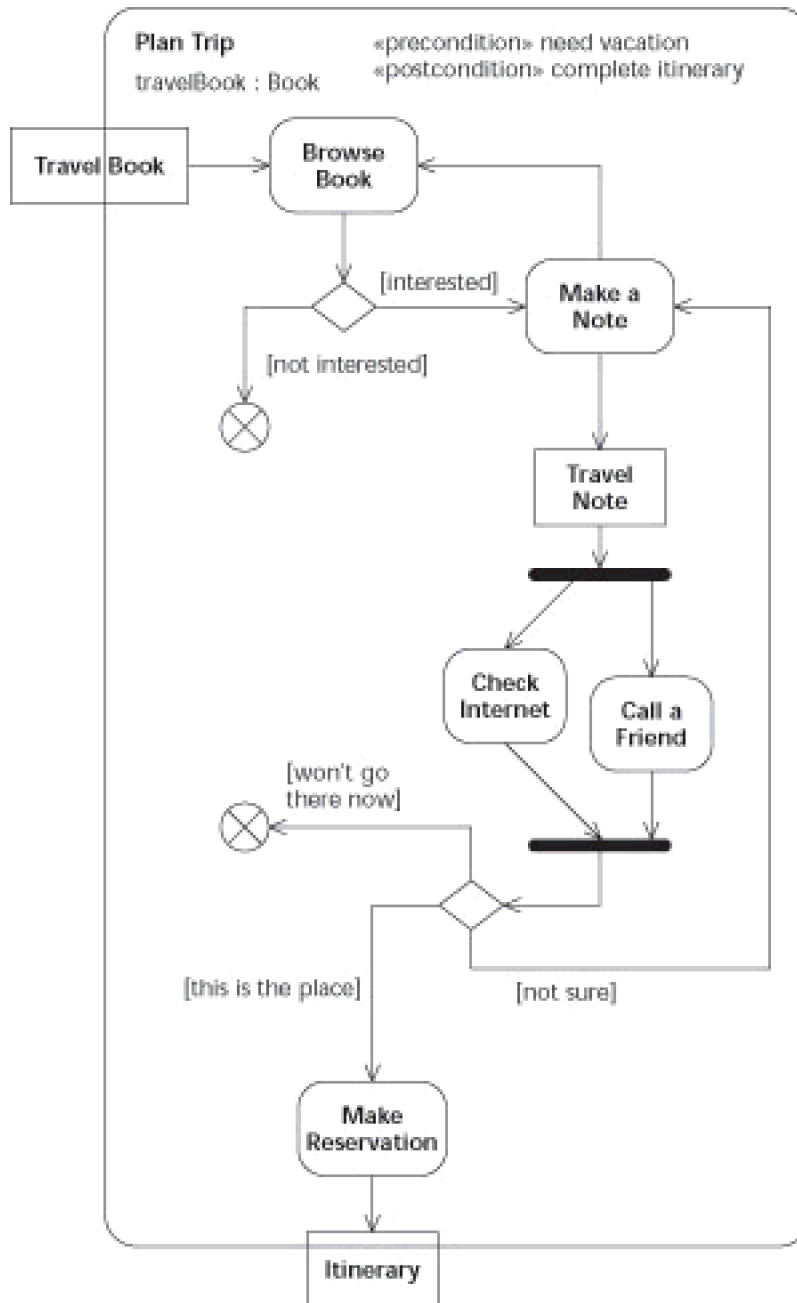 Plan Trip
«precondition» need vacation
travelBook : Book
«postcondition» complete itinerary
Travel Book
Browse
Book
[interested]
Make a
Note
[not interested]
Travel
Note
Check
Internet
Call a
Friend
[won't go
there now]
[this is the place]
[not sure]
Make
Reservation
Itinerary